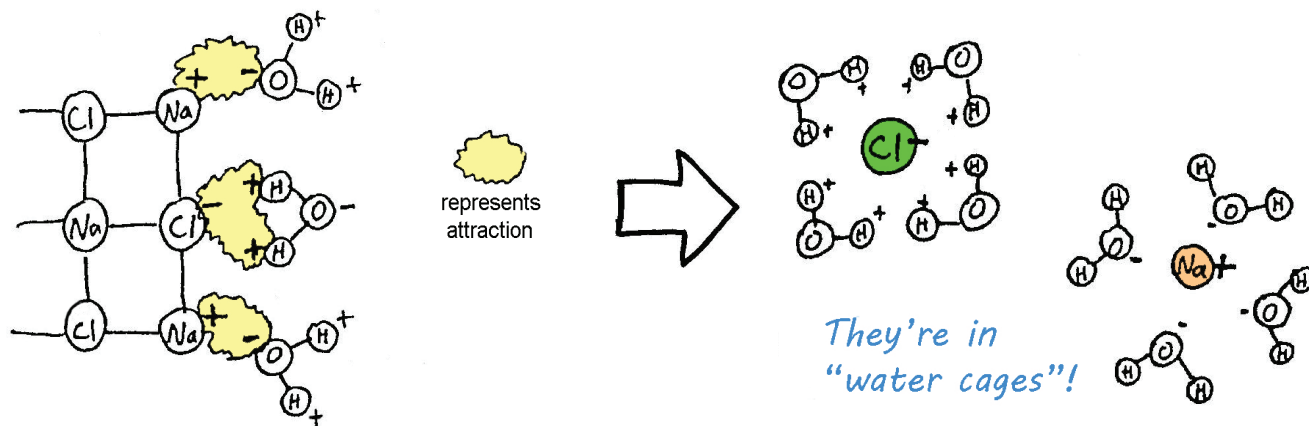 H+
+ - O H+
Cl Na
+ H
Na Cl - O -
+ H
+ H+
Cl Na - O
H
+
represents
attraction
O H+ +H O
H+ +H
Cl-
H+ +H
O H+ +H O
H
H O H
O - -
H Na+ H
- - O
O H
H H
They're in
“water cages”!